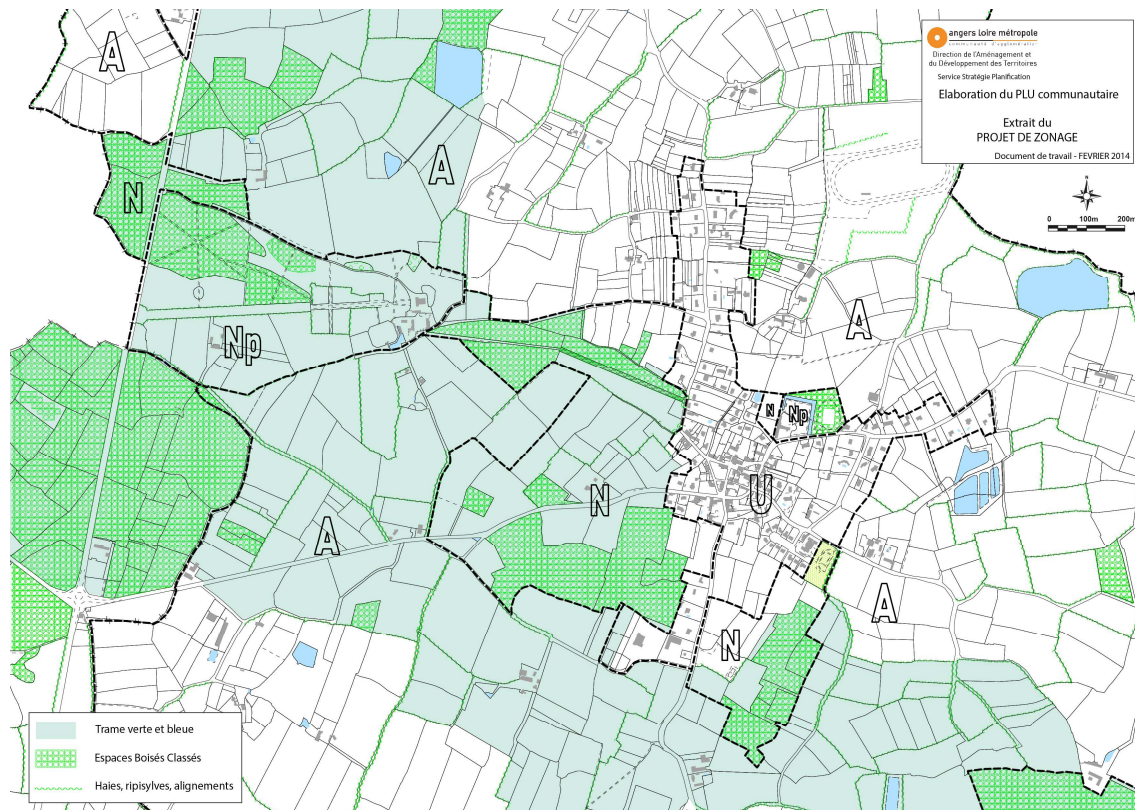 angers loire métropole
communauté d'agglomération
Direction de l'Aménagement et
du Développement des Territoires
Service Stratégie Planification
Elaboration du PLU communautaire
Extrait du
PROJET DE ZONAGE
Document de travail - FEVRIER 2014
N
0 100m 200m
A
N
A
Np
A
N
Np
N
U
A
A
N
Trame verte et bleue
Espaces Boisés Classés
Haies, ripisylves, alignements